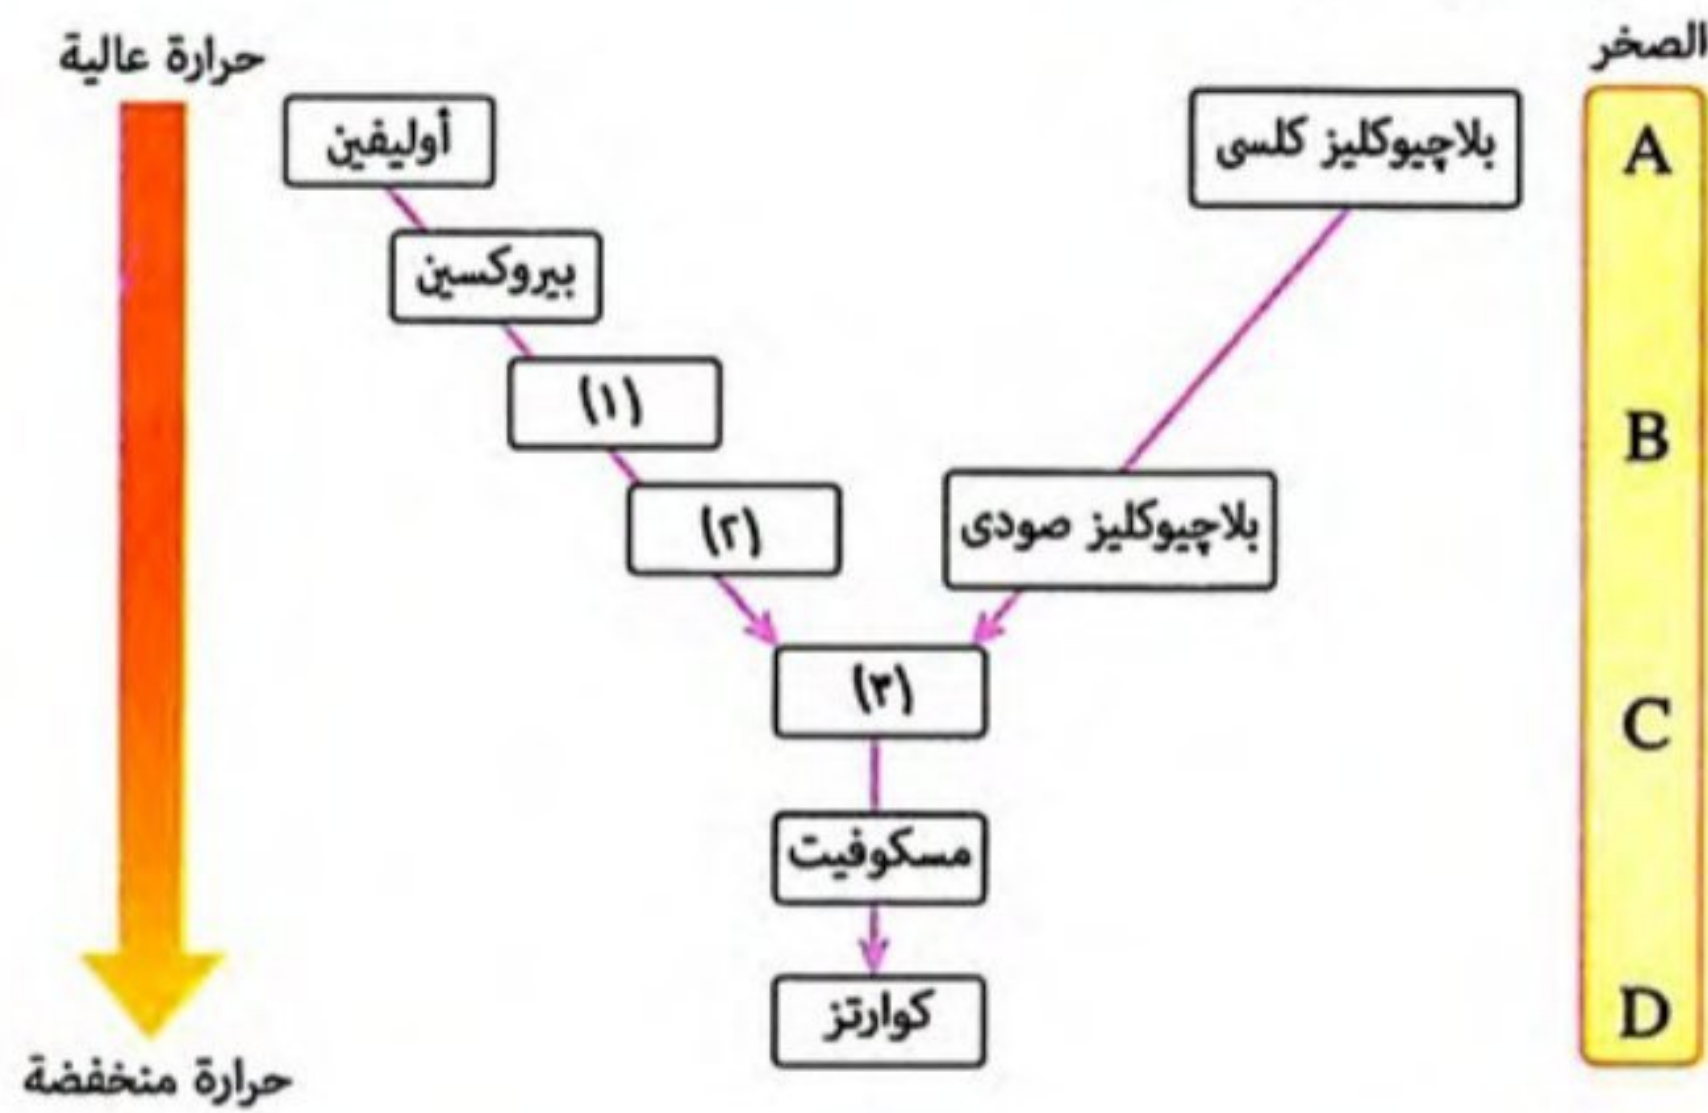 الصخر
حرارة عالية
أوليفين
بلاچيوكليز كلسى
A
بيروكسين
(١)
B
(٢)
بلاچيوكليز صودى
(٣)
C
مسكوفيت
كوارتز
D
حرارة منخفضة